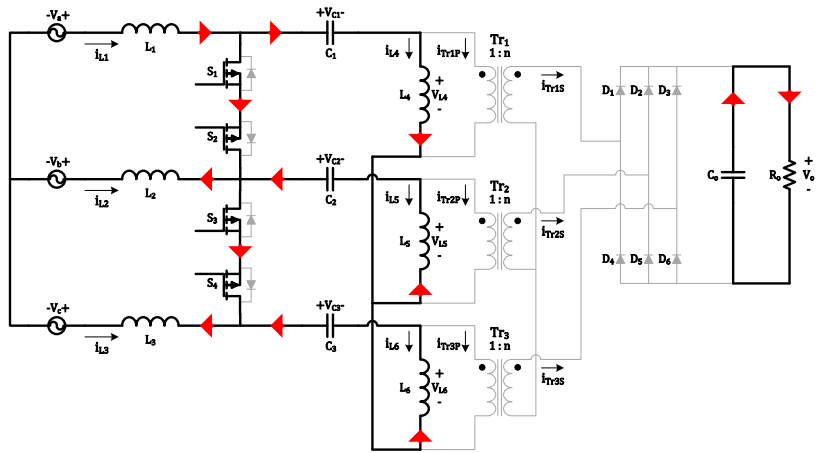 -Va+
+VC1-
Tr1
1 : n
iL1
L1
C1
iL4
iTr1P
iTr1S
S1
L4
+
VL4
-
D1
D2
D3
S2
-Vb+
+VC2-
Tr2
1 : n
iL2
L2
C2
iL5
iTr2P
iTr2S
Co
Ro
+
Vo
-
S3
L5
+
VL5
-
D4
D5
D6
S4
-Vc+
+VC3-
Tr3
1 : n
iL3
L3
C3
iL6
iTr3P
iTr3S
L6
+
VL6
-